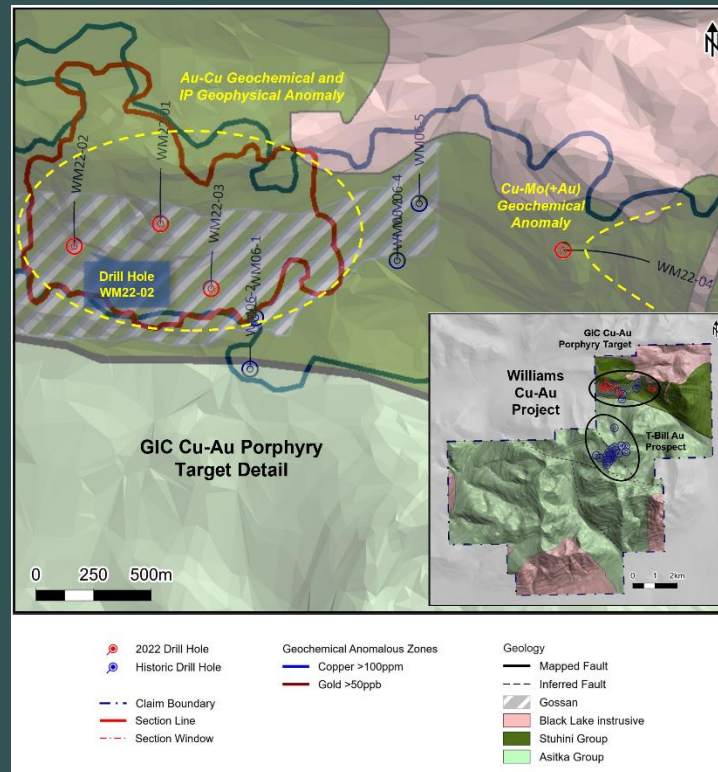 N
Au-Cu Geochemical and
IP Geophysical Anomaly
WM22-01
WM22-02
WM06-5
WM22-03
Cu-Mo(+Au)
Geochemical
Anomaly
WM06-4
WM22-04
Drill Hole
WM22-02
WM06-1
WM06-2
GIC Cu-Au Porphyry
Target Detail
0 250 500m
N
GIC Cu-Au
Porphyry Target
Williams
Cu-Au
Project
T-Bill Au
Prospect
0 1 2km
2022 Drill Hole
Historic Drill Hole
Claim Boundary
Section Line
Section Window
Geochemical Anomalous Zones
Copper >100ppm
Gold >50ppb
Geology
Mapped Fault
Inferred Fault
Gossan
Black Lake instrusive
Stuhini Group
Asitka Group